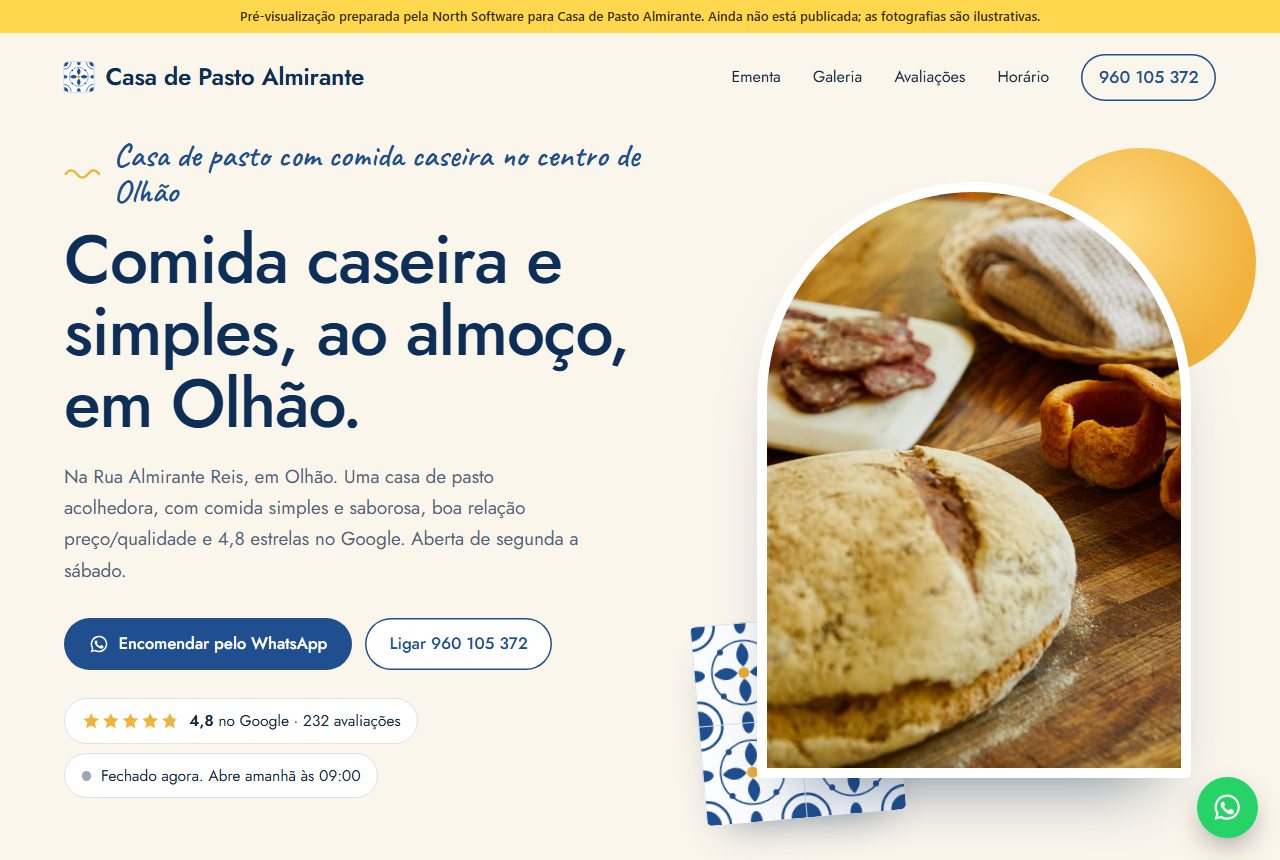 Pré-visualização preparada pela North Software para Casa de Pasto Almirante. Ainda não está publicada; as fotografias são ilustrativas.
Casa de Pasto Almirante
Ementa
Galeria
Avaliações
Horário
960 105 372
Casa de pasto com comida caseira no centro de
Olhão
Comida caseira e
simples, ao almoço,
em Olhão.
Na Rua Almirante Reis, em Olhão. Uma casa de pasto
acolhedora, com comida simples e saborosa, boa relação
preço/qualidade e 4,8 estrelas no Google. Aberta de segunda a
sábado.
Encomendar pelo WhatsApp
Ligar 960 105 372
4,8 no Google · 232 avaliações
Fechado agora. Abre amanhã às 09:00